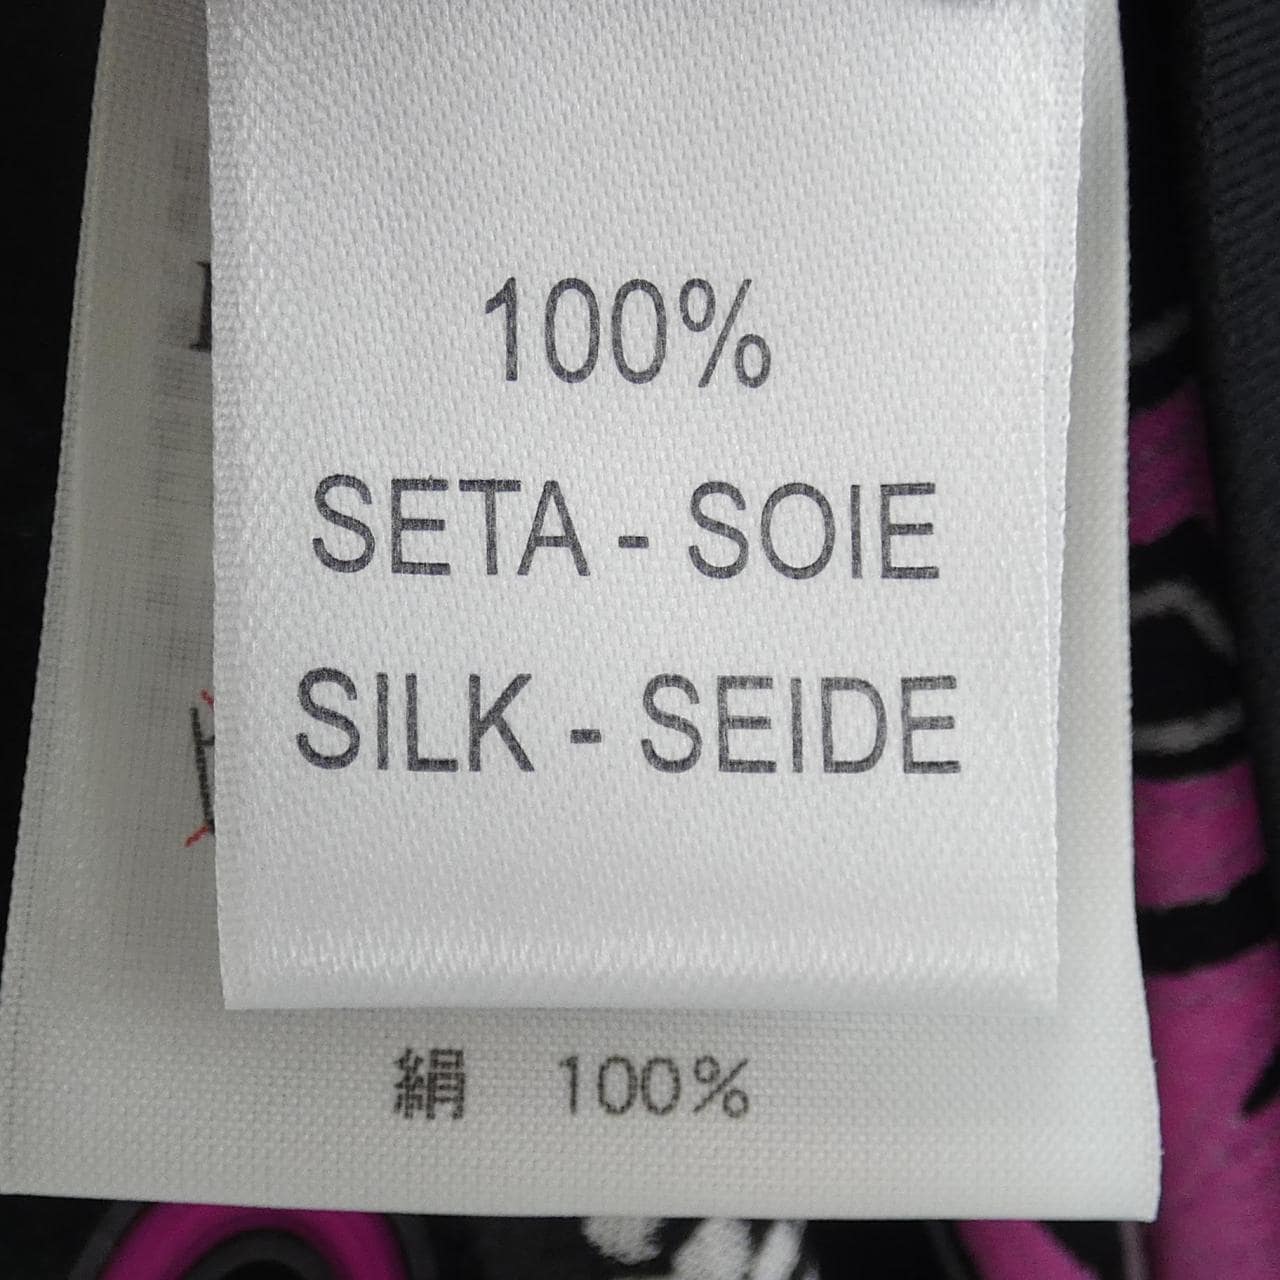 100%
SETA - SOIE
SILK - SEIDE
絹 100%